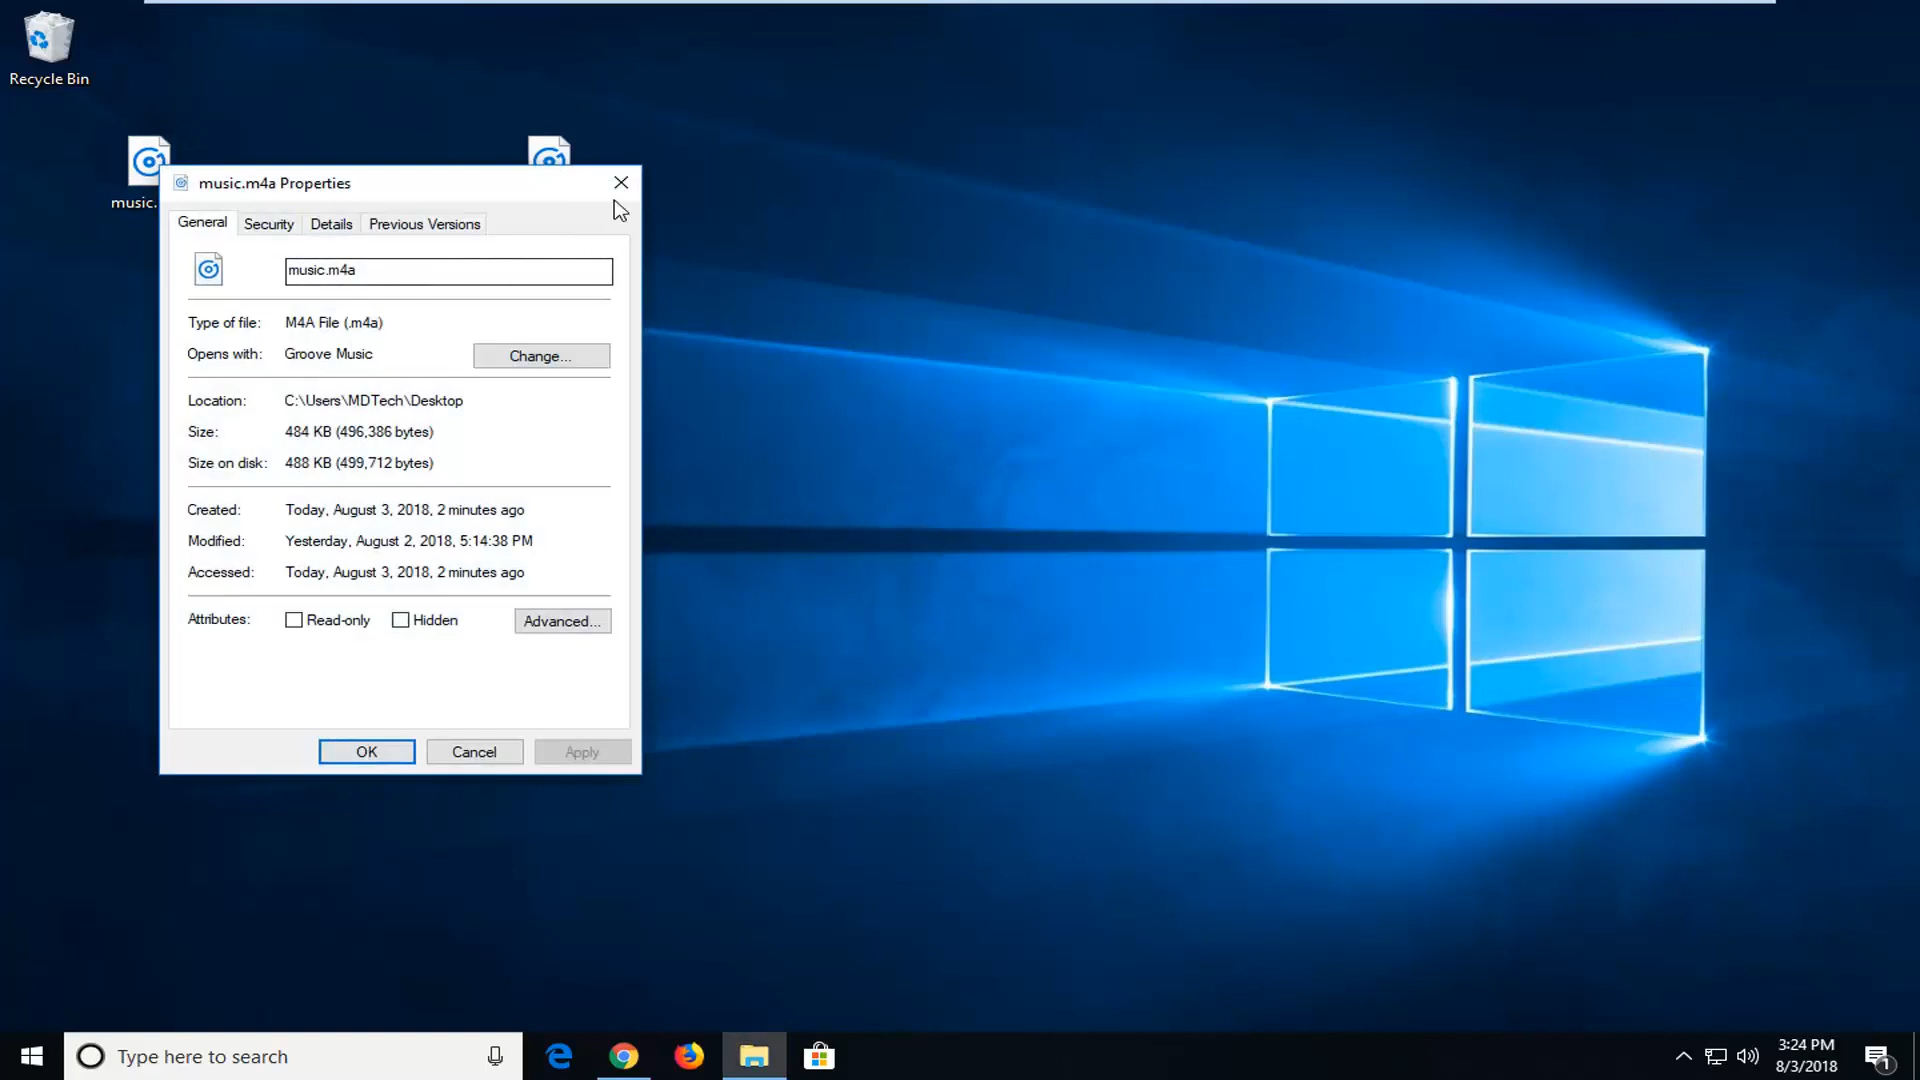 Recycle Bin
music.
music.m4a Properties
General Security Details Previous Versions
music.m4a
Type of file: M4A File (.m4a)
Opens with: Groove Music Change...
Location: C:\Users\MDTech\Desktop
Size: 484 KB (496,386 bytes)
Size on disk: 488 KB (499,712 bytes)
Created: Today, August 3, 2018, 2 minutes ago
Modified: Yesterday, August 2, 2018, 5:14:38 PM
Accessed: Today, August 3, 2018, 2 minutes ago
Attributes: Read-only Hidden Advanced...
OK Cancel Apply
Type here to search
3:24 PM
8/3/2018
1